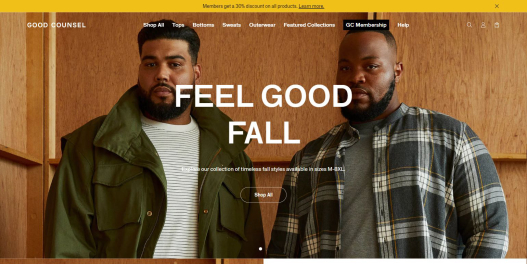 Members get a 30% discount on all products. Learn more.
GOOD COUNSEL
Shop All Tops Bottoms Sweats Outerwear Featured Collections GC Membership Help
FEEL GOOD
FALL
our collection of timeless fall styles available in sizes M-8XL.
Shop All